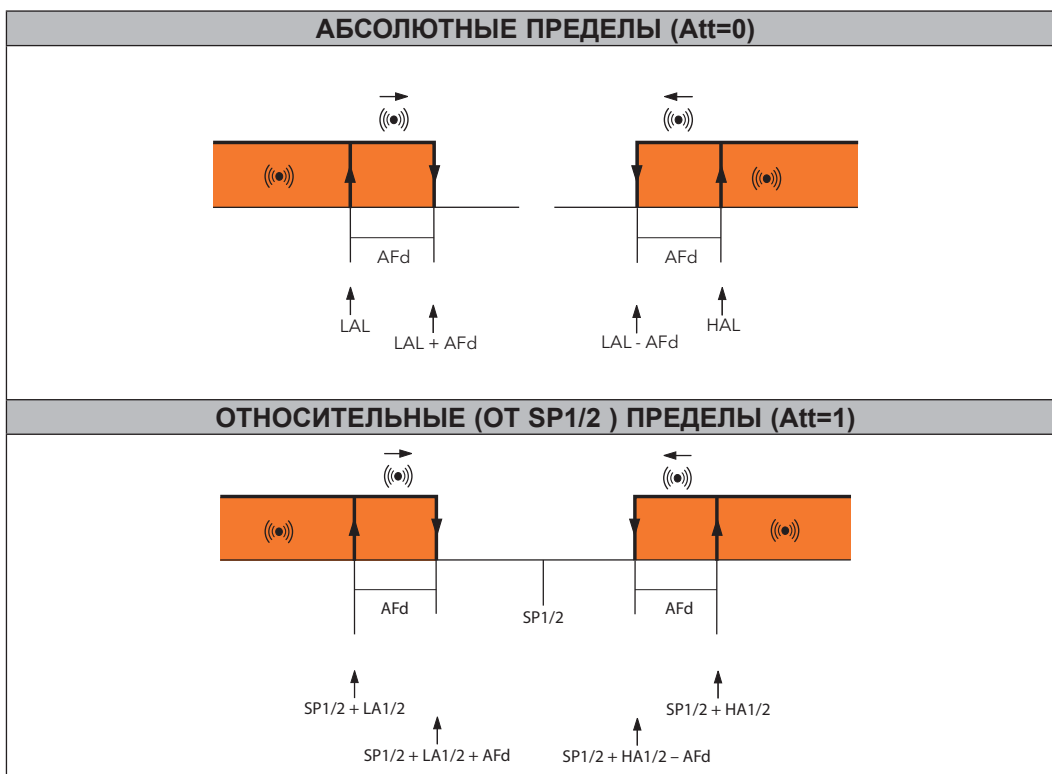 АБСОЛЮТНЫЕ ПРЕДЕЛЫ (Att=0)
AFd AFd
LAL HAL
LAL + AFd LAL - AFd
ОТНОСИТЕЛЬНЫЕ (ОТ SP1/2 ) ПРЕДЕЛЫ (Att=1)
AFd SP1/2 AFd
SP1/2 + LA1/2 SP1/2 + HA1/2
SP1/2 + LA1/2 + AFd SP1/2 + HA1/2 – AFd